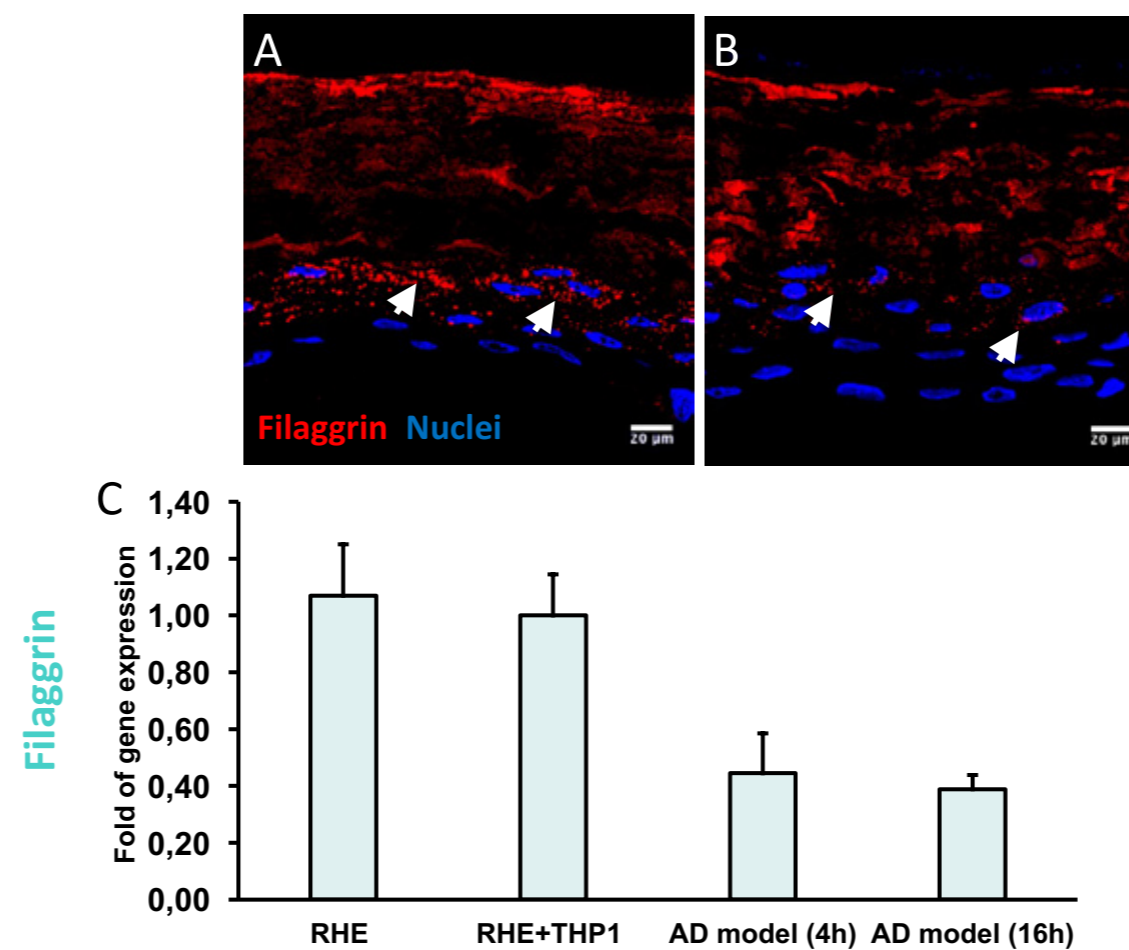 A
B
Filaggrin Nuclei
20 µm
20 µm
C
Filaggrin
Fold of gene expression
1,40
1,20
1,00
0,80
0,60
0,40
0,20
0,00
RHE
RHE+THP1
AD model (4h)
AD model (16h)